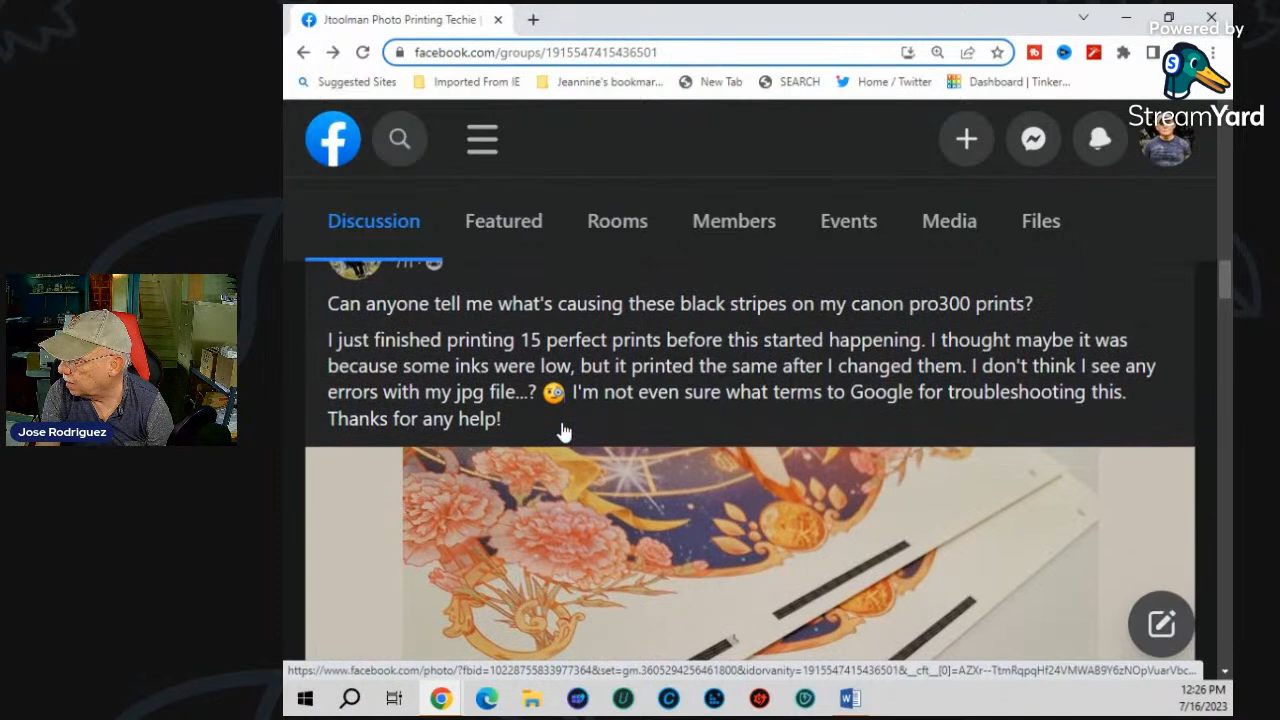 Jtoolman Photo Printing Techie |
Powered by
facebook.com/groups/1915547415436501
Suggested Sites
Imported From IE
Jeannine's bookmar...
New Tab
SEARCH
Home / Twitter
Dashboard | Tinker...
S
StreamYard
Discussion
Featured
Rooms
Members
Events
Media
Files
Can anyone tell me what's causing these black stripes on my canon pro300 prints?
I just finished printing 15 perfect prints before this started happening. I thought maybe it was
because some inks were low, but it printed the same after I changed them. I don't think I see any
errors with my jpg file...? 🧐 I'm not even sure what terms to Google for troubleshooting this.
Thanks for any help!
Jose Rodriguez
12:26 PM
7/16/2023